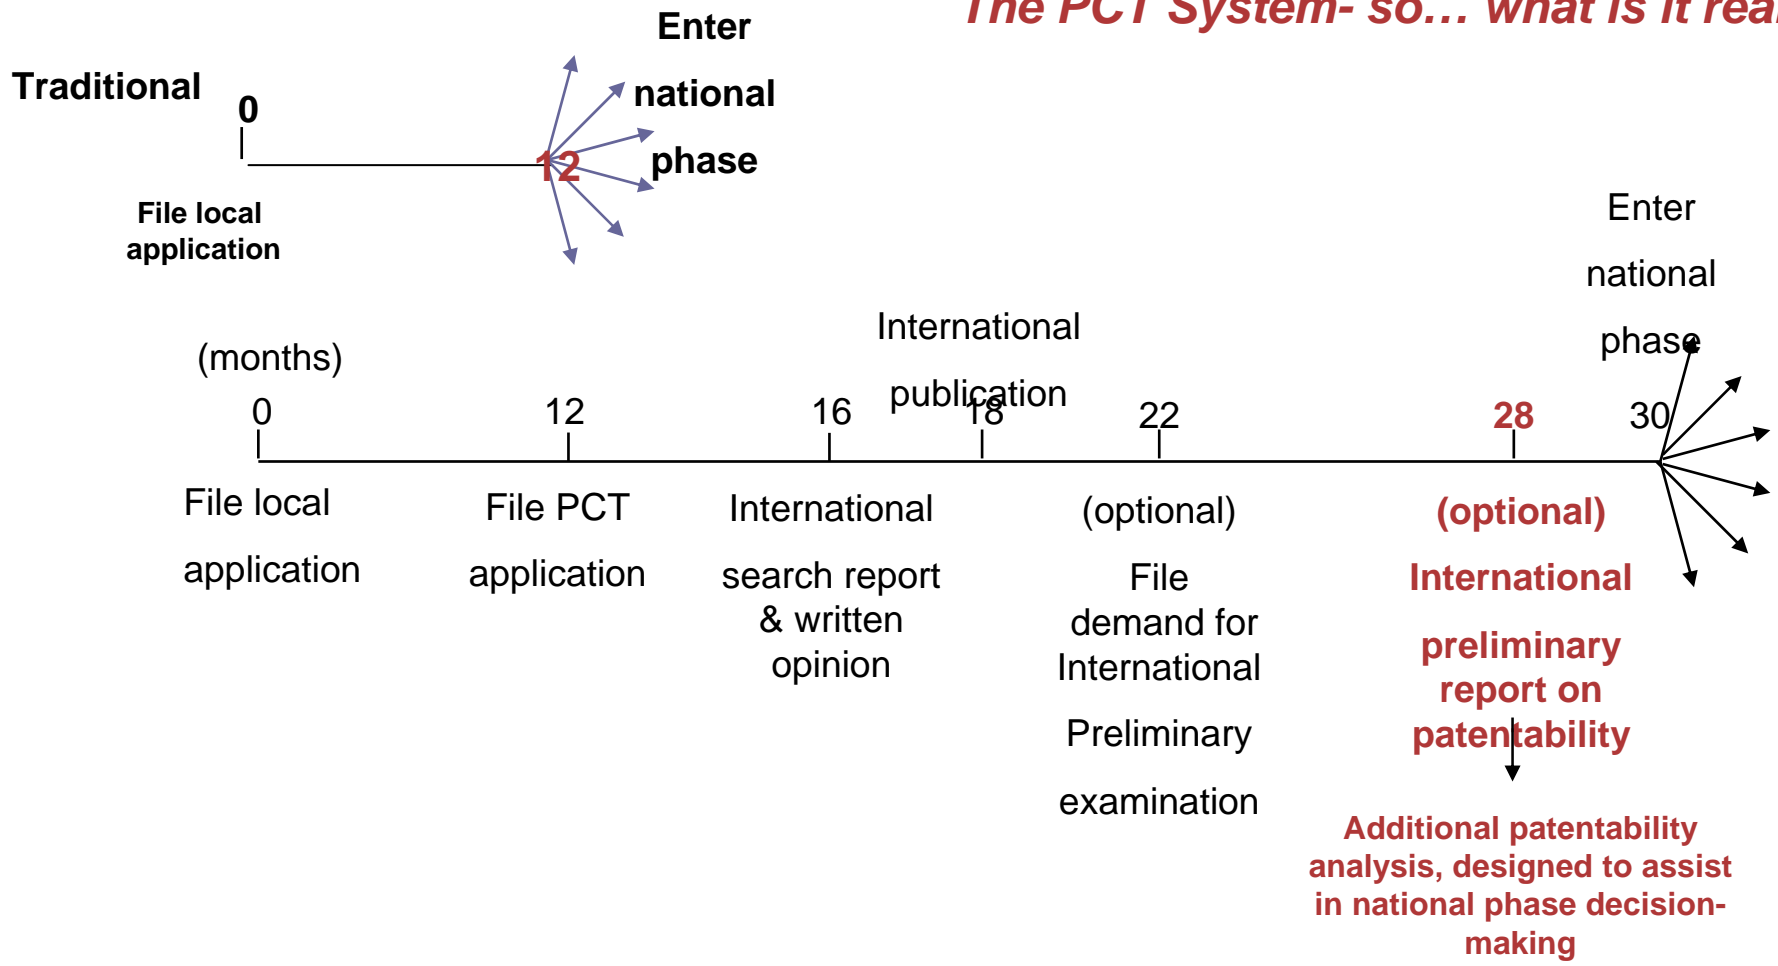 The PCT System- so… what is it
Enter
national
phase
Traditional
0
12
File local
application
Enter
national
phase
(months)
International
publication
0
12
16
18
22
28
30
File local
application
File PCT
application
International
search report
& written
opinion
(optional)
File
demand for
International
Preliminary
examination
(optional)
International
preliminary
report on
patentability
Additional patentability
analysis, designed to assist
in national phase decision-
making